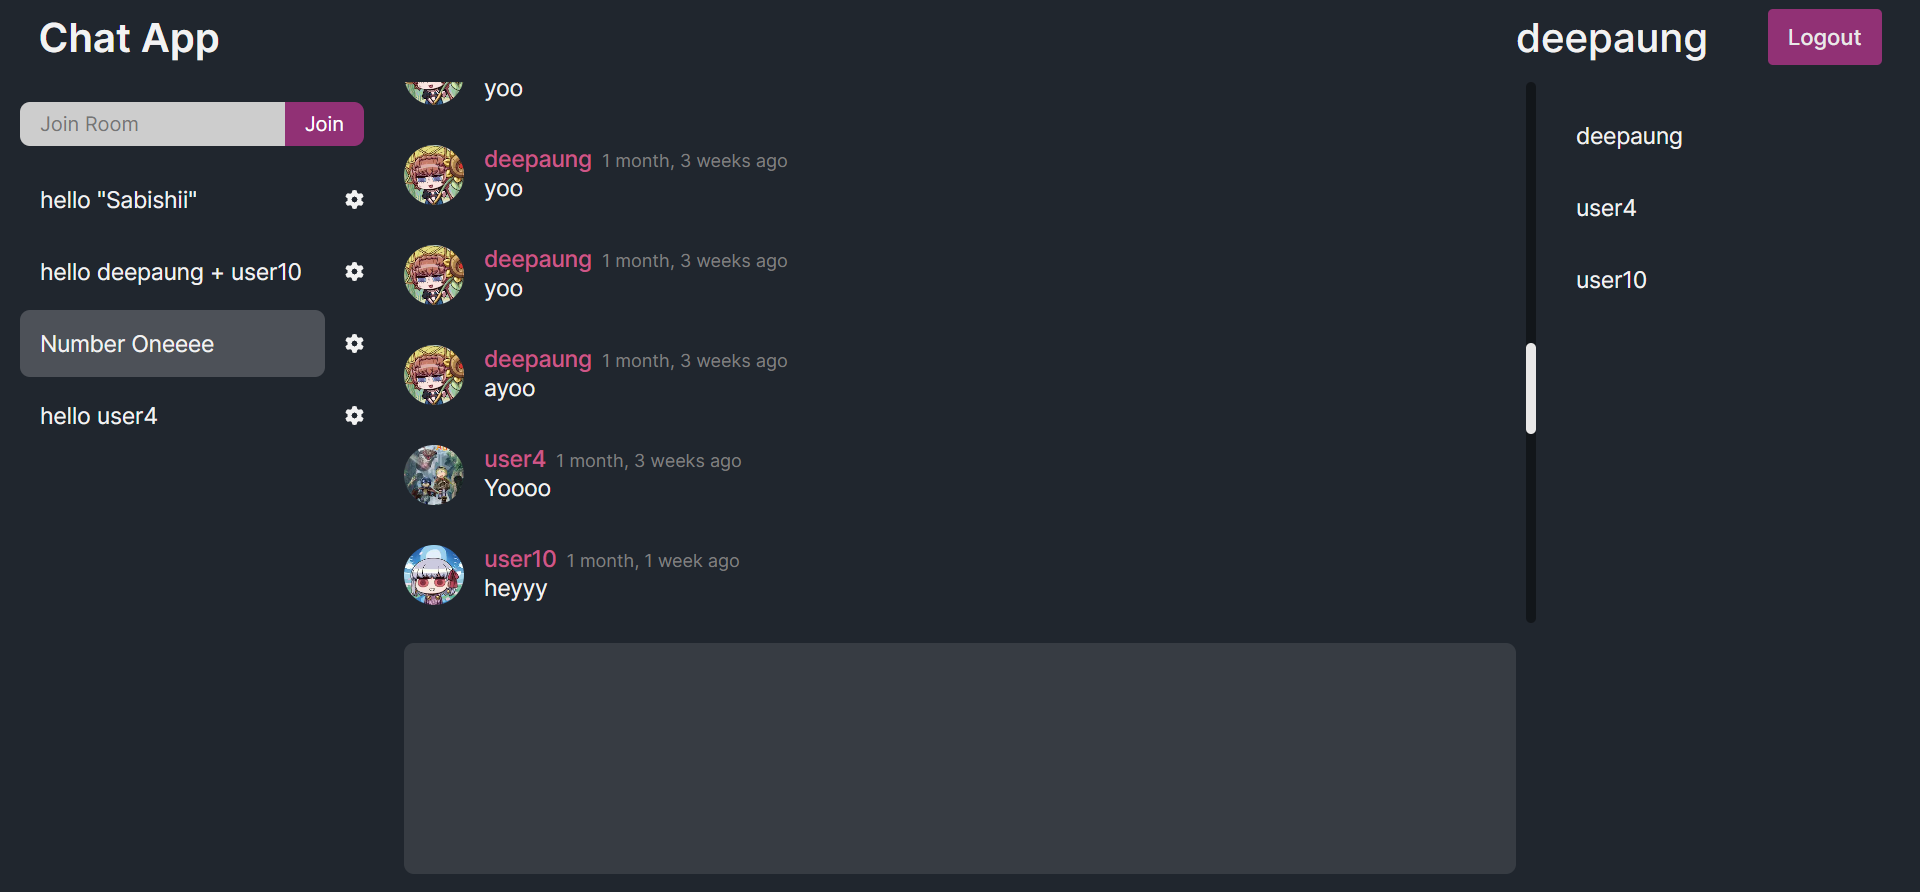 Chat App
deepaung
Logout
Join Room
Join
hello "Sabishii"
hello deepaung + user10
Number Oneeee
hello user4
yoo
deepaung 1 month, 3 weeks ago
yoo
deepaung 1 month, 3 weeks ago
yoo
deepaung 1 month, 3 weeks ago
ayoo
user4 1 month, 3 weeks ago
Yoooo
user10 1 month, 1 week ago
heyyy
deepaung
user4
user10